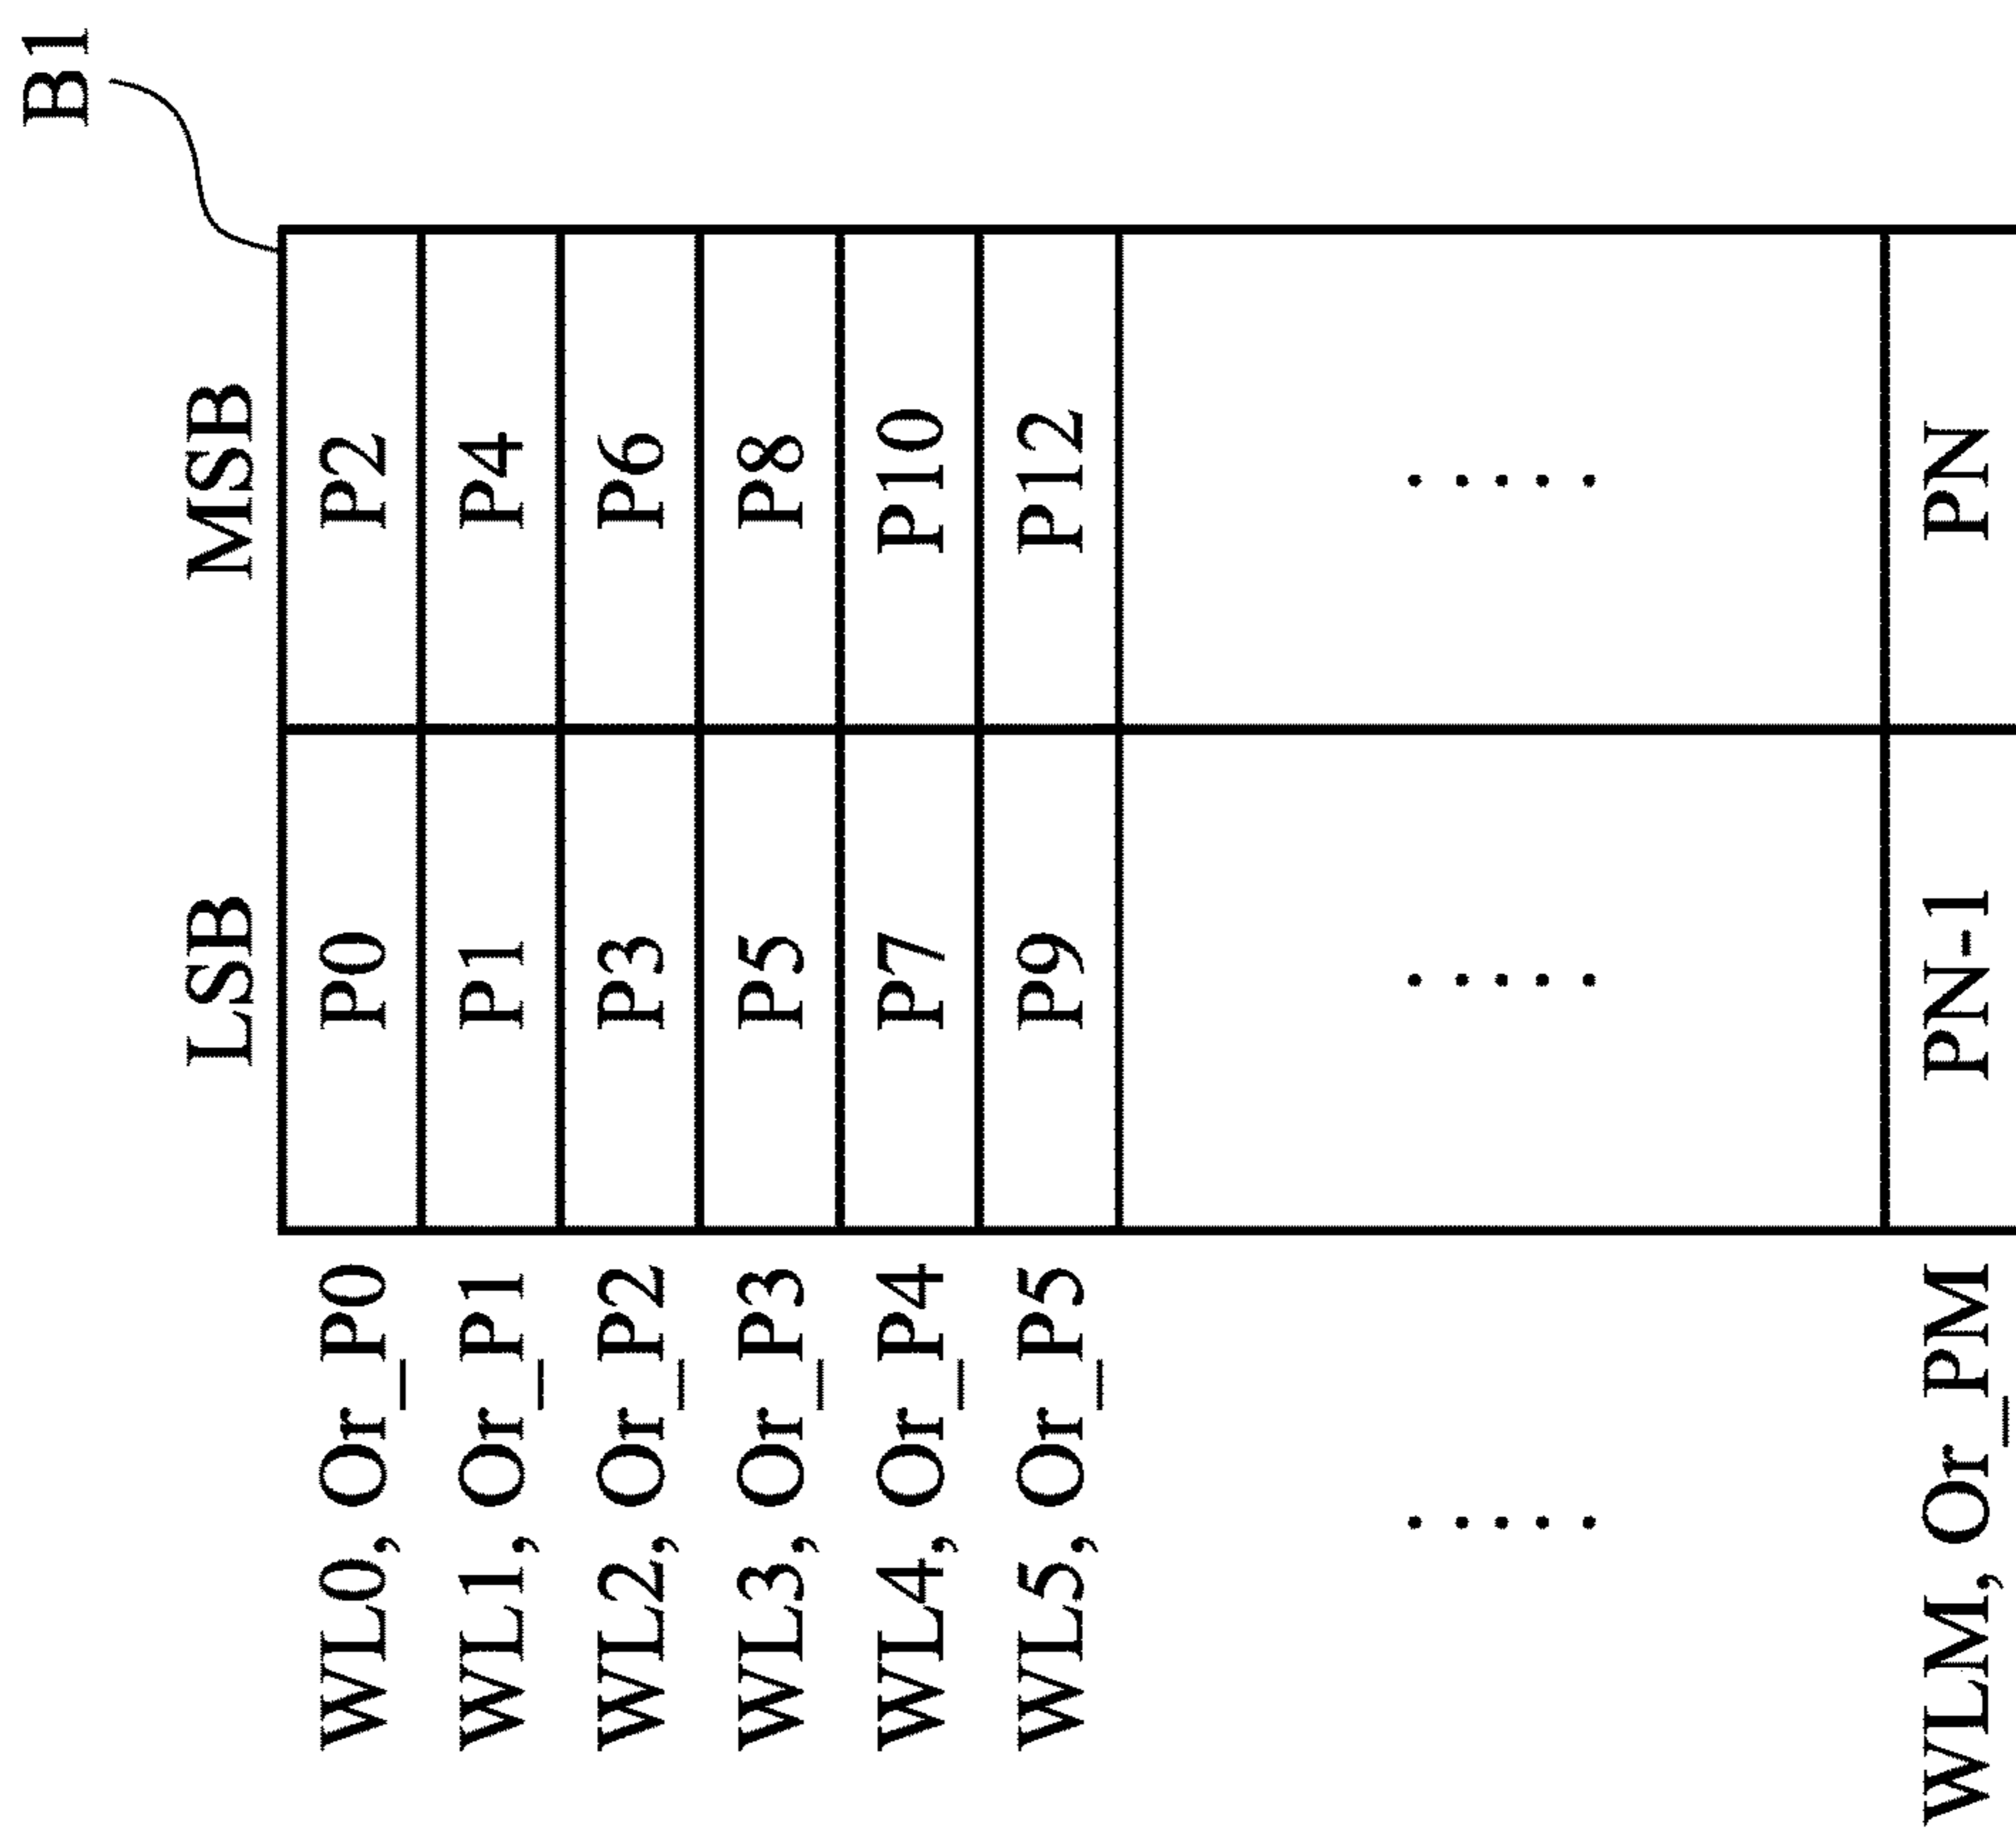 B1
LSB MSB
WL0, Or_P0 P0 P2
WL1, Or_P1 P1 P4
WL2, Or_P2 P3 P6
WL3, Or_P3 P5 P8
WL4, Or_P4 P7 P10
WL5, Or_P5 P9 P12
..... ..... .....
WLM, Or_PM PN-1 PN